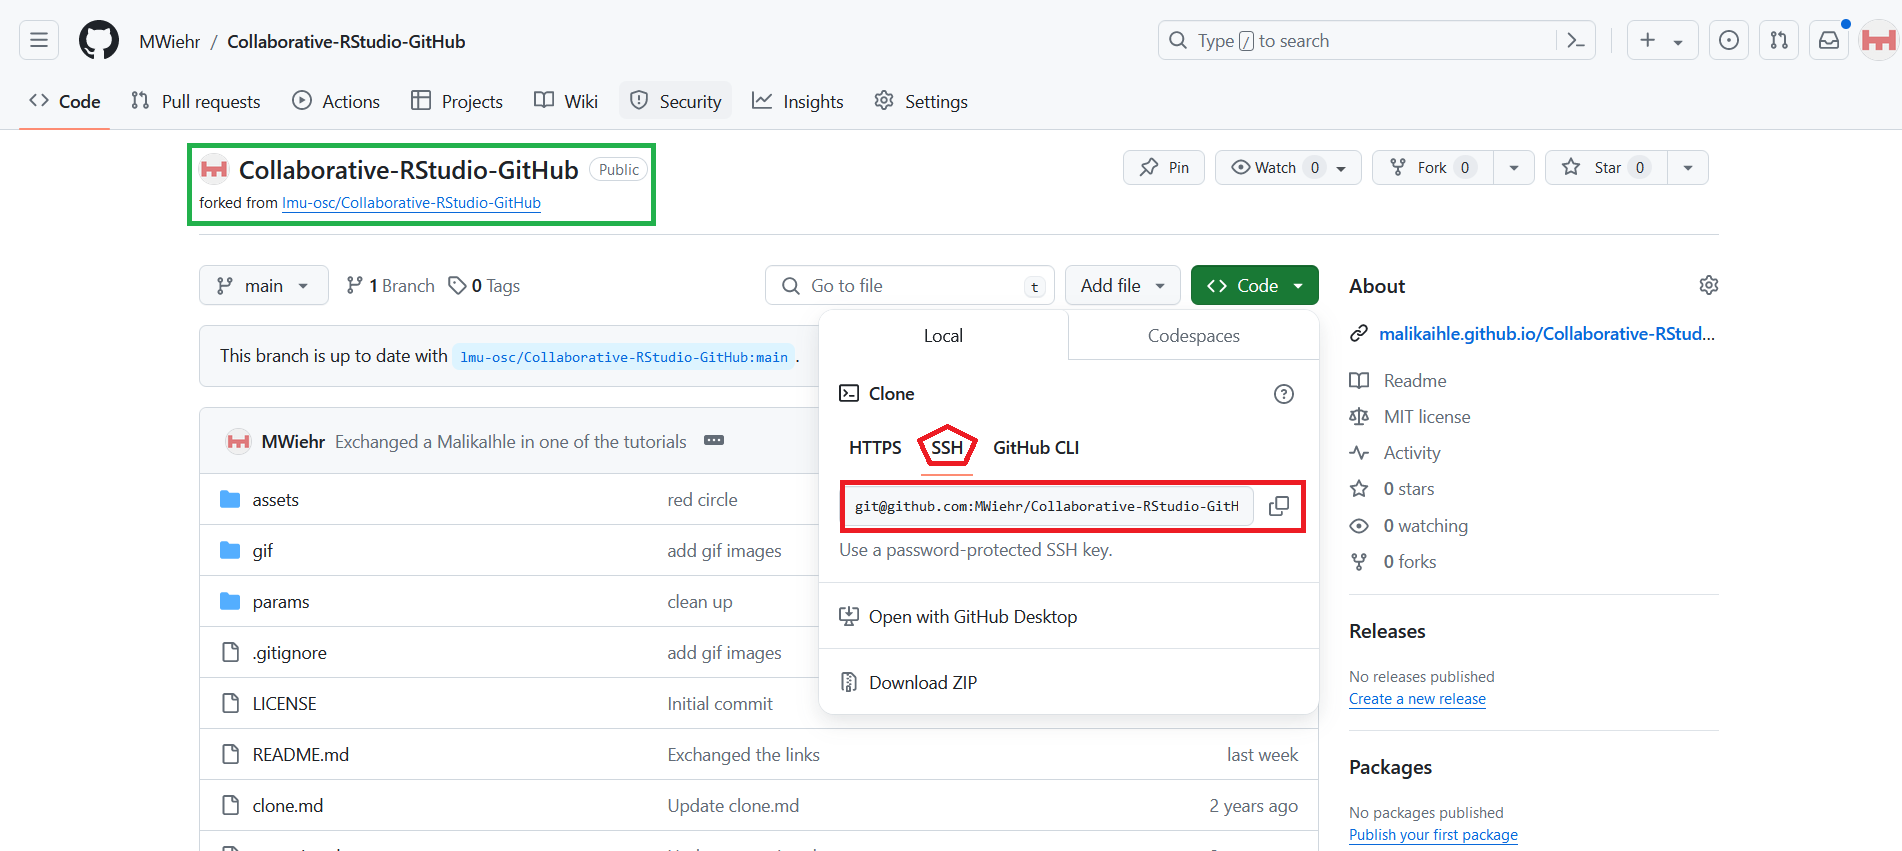 MWiehr / Collaborative-RStudio-GitHub
Type / to search
Code Pull requests Actions Projects Wiki Security Insights Settings
Collaborative-RStudio-GitHub Public
forked from lmu-osc/Collaborative-RStudio-GitHub
Pin Watch 0 Fork 0 Star 0
main 1 Branch 0 Tags Go to file t Add file Code
This branch is up to date with lmu-osc/Collaborative-RStudio-GitHub:main .
MWiehr Exchanged a MalikaIhle in one of the tutorials
assets red circle
gif add gif images
params clean up
.gitignore add gif images
LICENSE Initial commit
README.md Exchanged the links last week
clone.md Update clone.md 2 years ago
Local Codespaces
Clone
HTTPS SSH GitHub CLI
git@github.com:MWiehr/Collaborative-RStudio-GitH
Use a password-protected SSH key.
Open with GitHub Desktop
Download ZIP
About
malikaihle.github.io/Collaborative-RStud...
Readme
MIT license
Activity
0 stars
0 watching
0 forks
Releases
No releases published
Create a new release
Packages
No packages published
Publish your first package